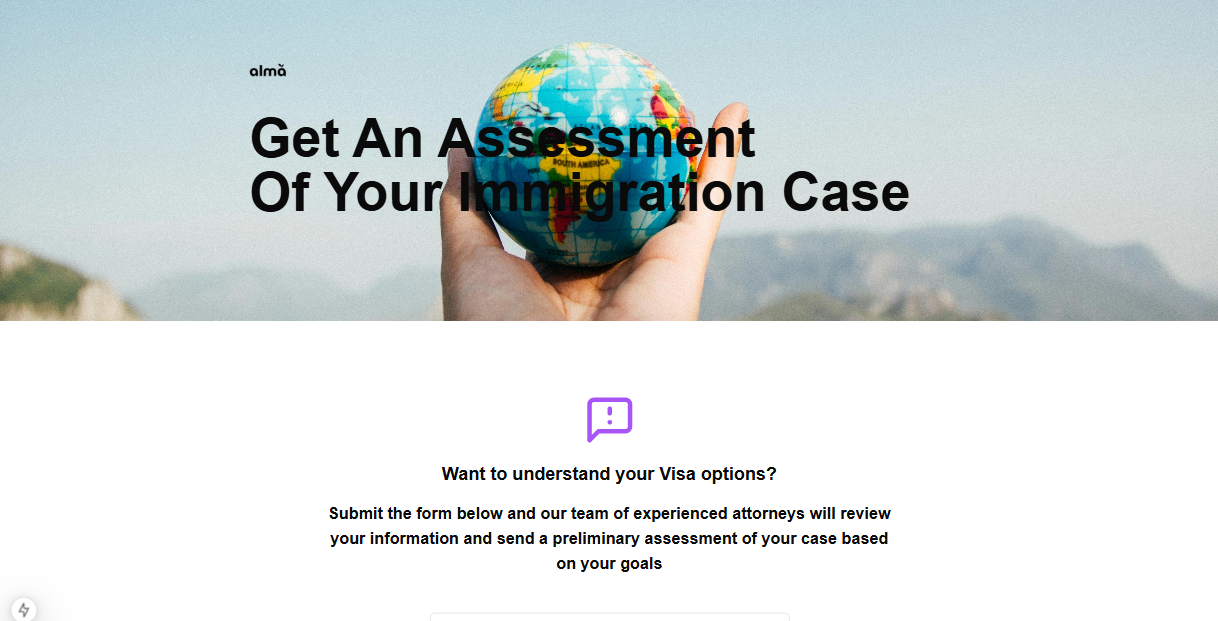 almă
Get An Assessment
Of Your Immigration Case
SOUTH AMERICA
Want to understand your Visa options?
Submit the form below and our team of experienced attorneys will review
your information and send a preliminary assessment of your case based
on your goals